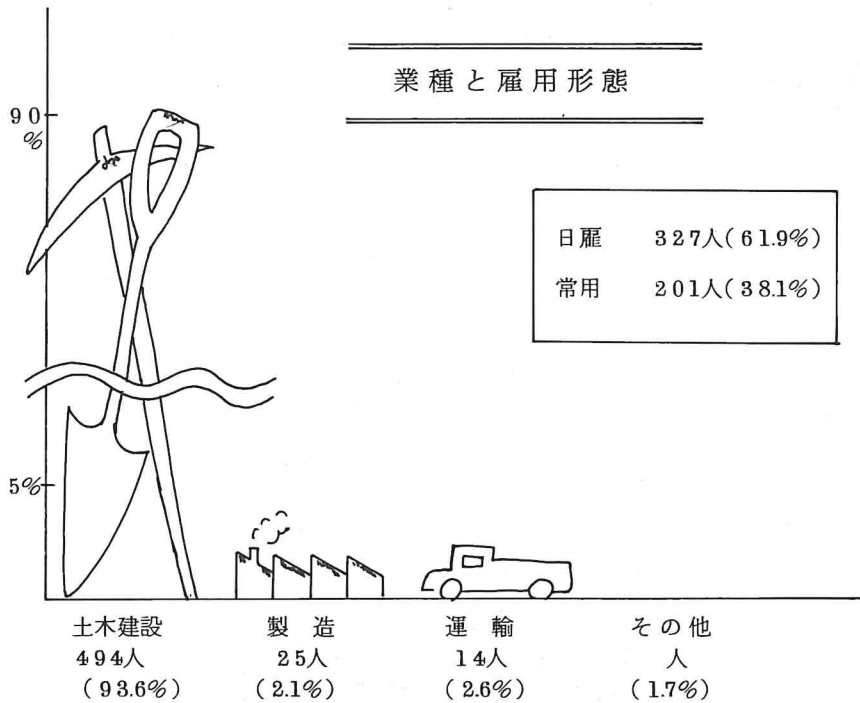 業種と雇用形態
90
%
日雇 327人(61.9%)
常用 201人(38.1%)
5%
土木建設 製造 運輸 その他
494人 25人 14人 人
(93.6%) (2.1%) (2.6%) (1.7%)